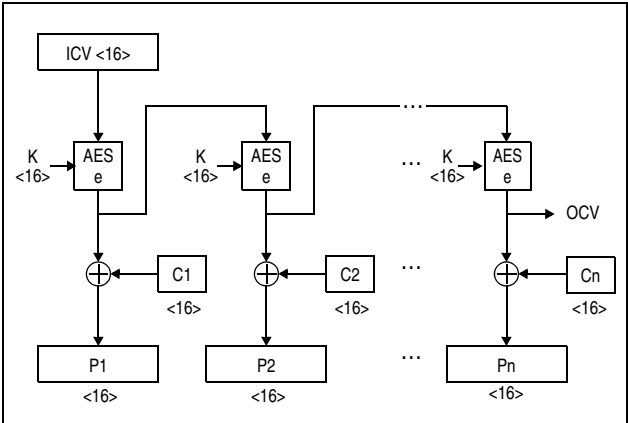 ICV <16>
...
K
<16>
AES
e
K
<16>
AES
e
...
K
<16>
AES
e
OCV
C1
<16>
C2
<16>
...
Cn
<16>
P1
<16>
P2
<16>
...
Pn
<16>